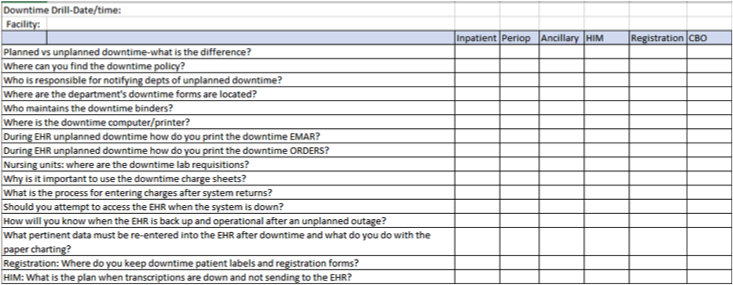 Downtime Drill-Date/time:
Facility:
Inpatient Periop Ancillary HIM Registration CBO
Planned vs unplanned downtime-what is the difference?
Where can you find the downtime policy?
Who is responsible for notifying depts of unplanned downtime?
Where are the department's downtime forms are located?
Who maintains the downtime binders?
Where is the downtime computer/printer?
During EHR unplanned downtime how do you print the downtime EMAR?
During EHR unplanned downtime how do you print the downtime ORDERS?
Nursing units: where are the downtime lab requisitions?
Why is it important to use the downtime charge sheets?
What is the process for entering charges after system returns?
Should you attempt to access the EHR when the system is down?
How will you know when the EHR is back up and operational after an unplanned outage?
What pertinent data must be re-entered into the EHR after downtime and what do you do with the
paper charting?
Registration: Where do you keep downtime patient labels and registration forms?
HIM: What is the plan when transcriptions are down and not sending to the EHR?